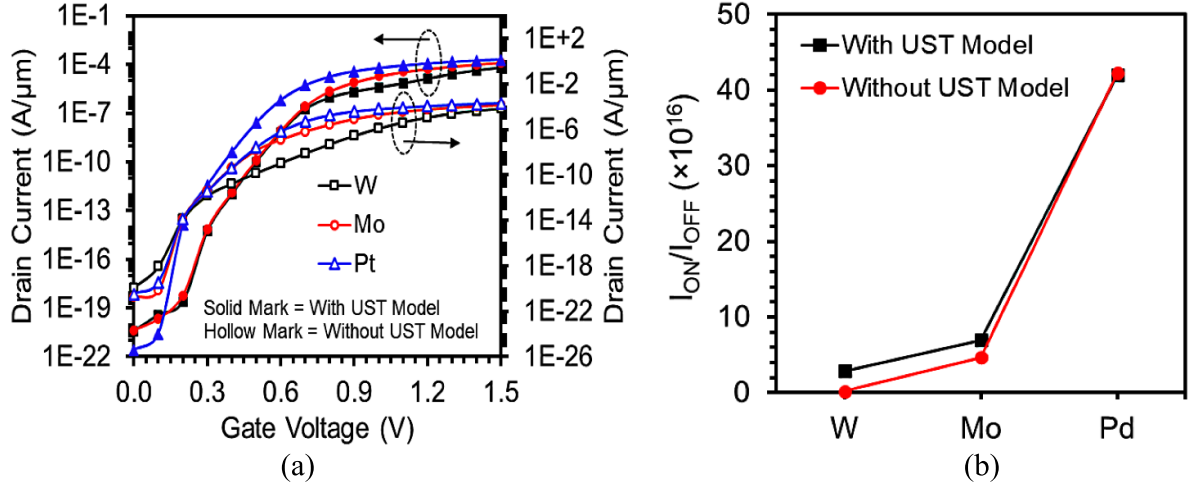 Drain Current (A/μm)
1E-1
1E-4
1E-7
1E-10
1E-13
1E-16
1E-19
1E-22
W
Mo
Pt
Solid Mark = With UST Model
Hollow Mark = Without UST Model
1E+2
1E-2
1E-6
1E-10
1E-14
1E-18
1E-22
1E-26
Drain Current (A/μm)
0.0 0.3 0.6 0.9 1.2 1.5
Gate Voltage (V)
(a)
I_ON/I_OFF (×10¹⁶)
50
40
30
20
10
0
With UST Model
Without UST Model
W Mo Pd
(b)